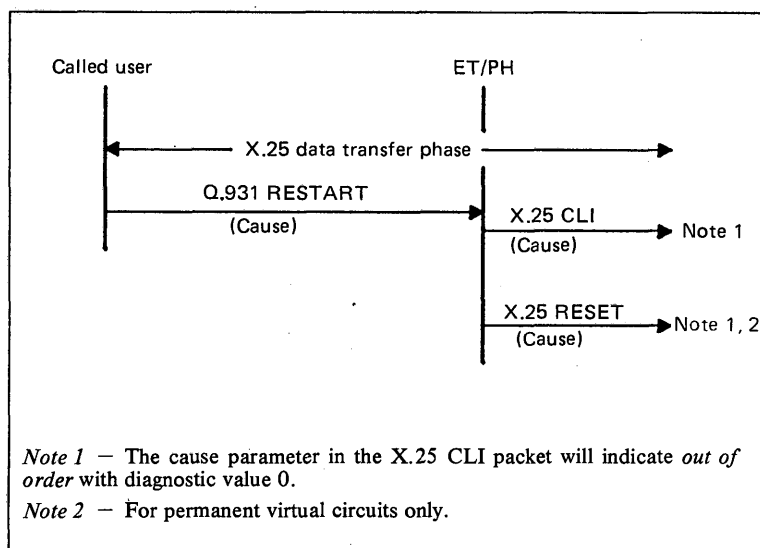 Called user
ET/PH
X.25 data transfer phase
Q.931 RESTART
(Cause)
X.25 CLI
(Cause)
Note 1
X.25 RESET
(Cause)
Note 1, 2
Note 1 — The cause parameter in the X.25 CLI packet will indicate out of
order with diagnostic value 0.
Note 2 — For permanent virtual circuits only.